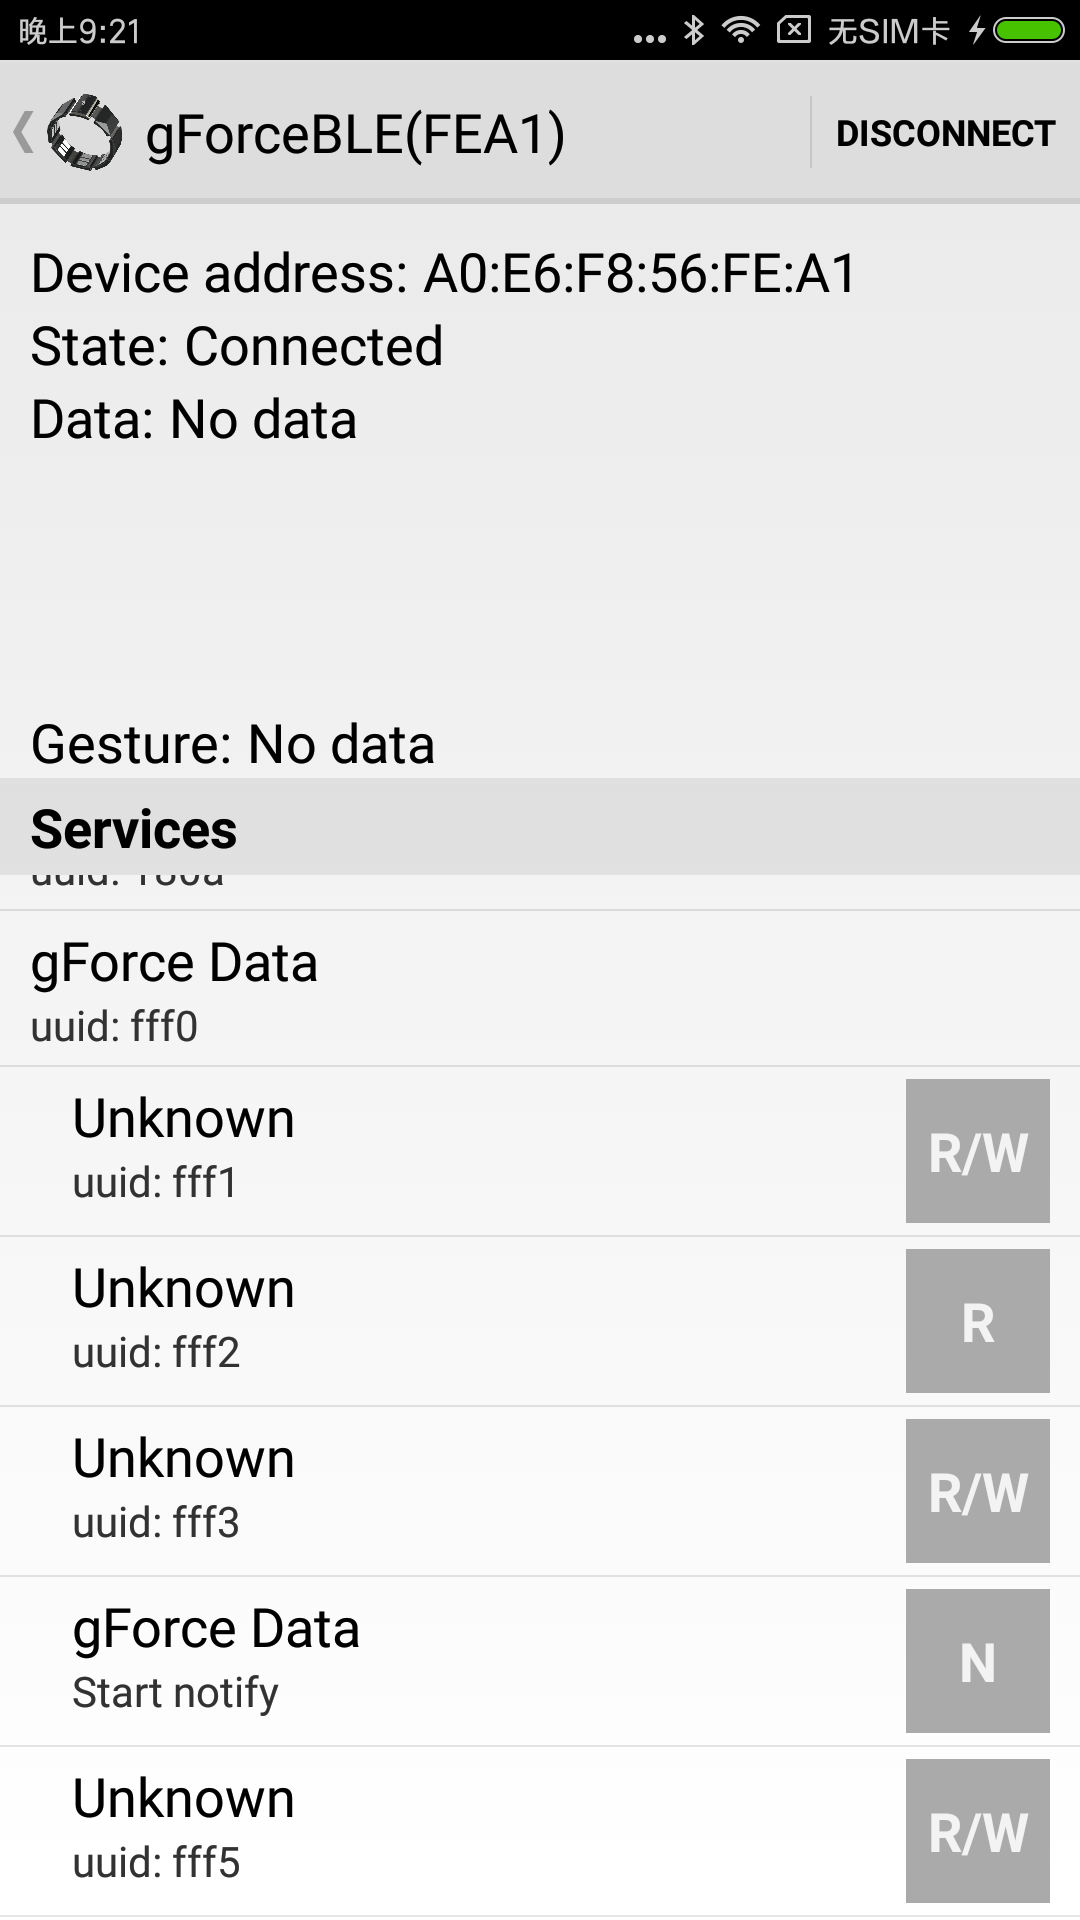 晚上9:21
... 无SIM卡
gForceBLE(FEA1)
DISCONNECT
Device address: A0:E6:F8:56:FE:A1
State: Connected
Data: No data
Gesture: No data
Services
uuid: 180a
gForce Data
uuid: fff0
Unknown
uuid: fff1
R/W
Unknown
uuid: fff2
R
Unknown
uuid: fff3
R/W
gForce Data
Start notify
N
Unknown
uuid: fff5
R/W